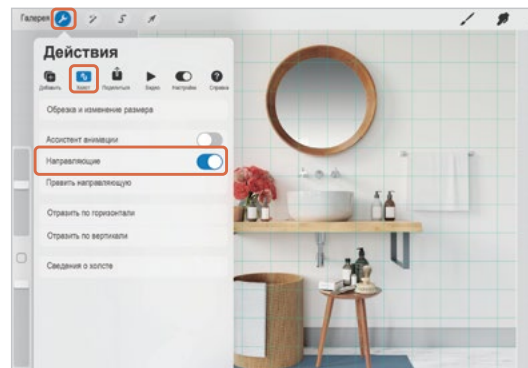 Галерея
Действия
Добавить Холст Поделиться Видео Настройки Справка
Обрезка и изменение размера
Ассистент анимации
Направляющие
Править направляющую
Отразить по горизонтали
Отразить по вертикали
Сведения о холсте